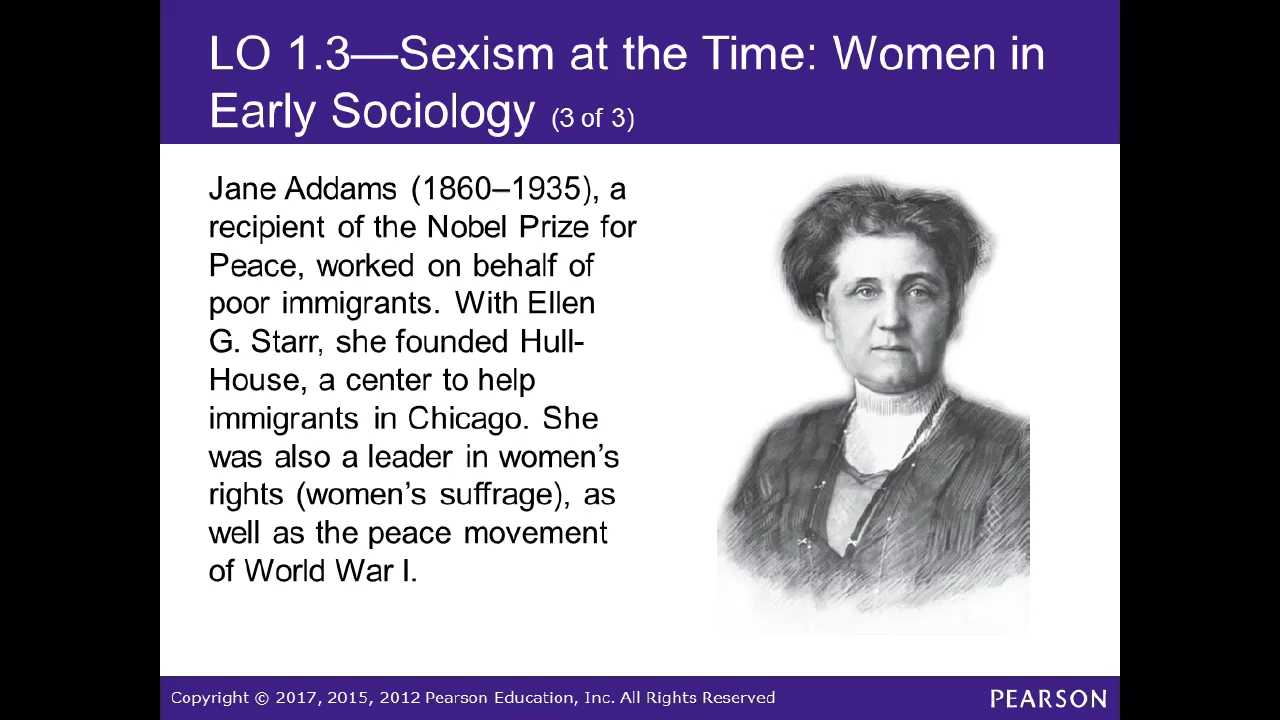 LO 1.3—Sexism at the Time: Women in
Early Sociology (3 of 3)
Jane Addams (1860–1935), a
recipient of the Nobel Prize for
Peace, worked on behalf of
poor immigrants. With Ellen
G. Starr, she founded Hull-
House, a center to help
immigrants in Chicago. She
was also a leader in women’s
rights (women’s suffrage), as
well as the peace movement
of World War I.
Copyright © 2017, 2015, 2012 Pearson Education, Inc. All Rights Reserved
PEARSON